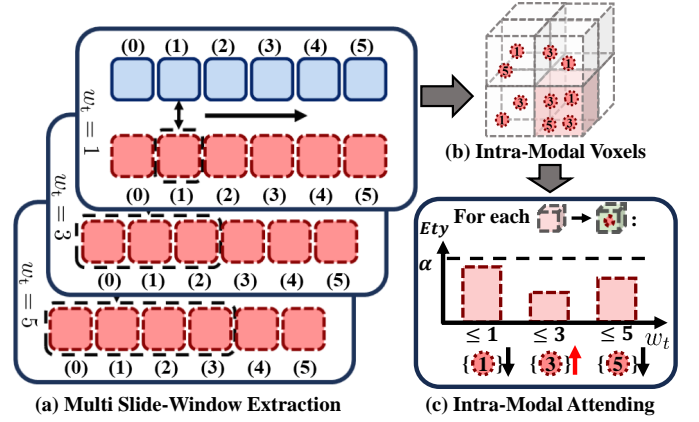 (0) (1) (2) (3) (4) (5)
w_t = 1
(0) (1) (2) (3) (4) (5)
w_t = 3
(0) (1) (2) (3) (4) (5)
w_t = 5
(0) (1) (2) (3) (4) (5)
(a) Multi Slide-Window Extraction
1 3
5 1
3 1
1 5 3
(b) Intra-Modal Voxels
For each → :
Ety
α
≤ 1 ≤ 3 ≤ 5 w_t
{1} {3} {5}
(c) Intra-Modal Attending